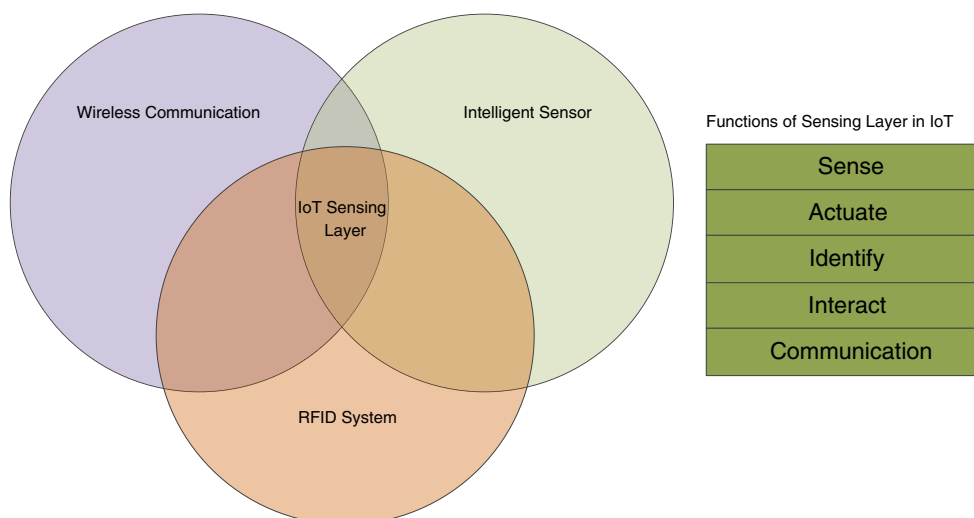 Wireless Communication
Intelligent Sensor
IoT Sensing
Layer
RFID System
Functions of Sensing Layer in IoT
Sense
Actuate
Identify
Interact
Communication